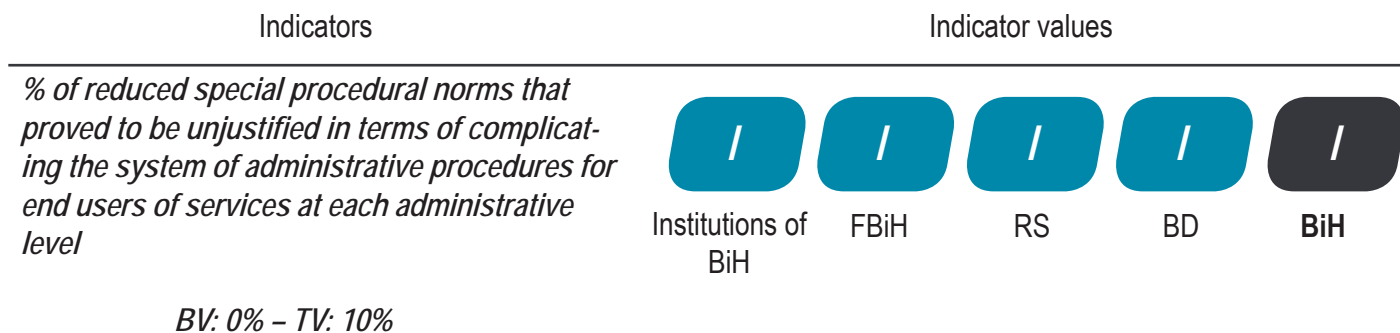 Indicators
Indicator values
% of reduced special procedural norms that
proved to be unjustified in terms of complicat-
ing the system of administrative procedures for
end users of services at each administrative
level
/ / / / /
Institutions of
BiH
FBiH
RS
BD
BiH
BV: 0% – TV: 10%